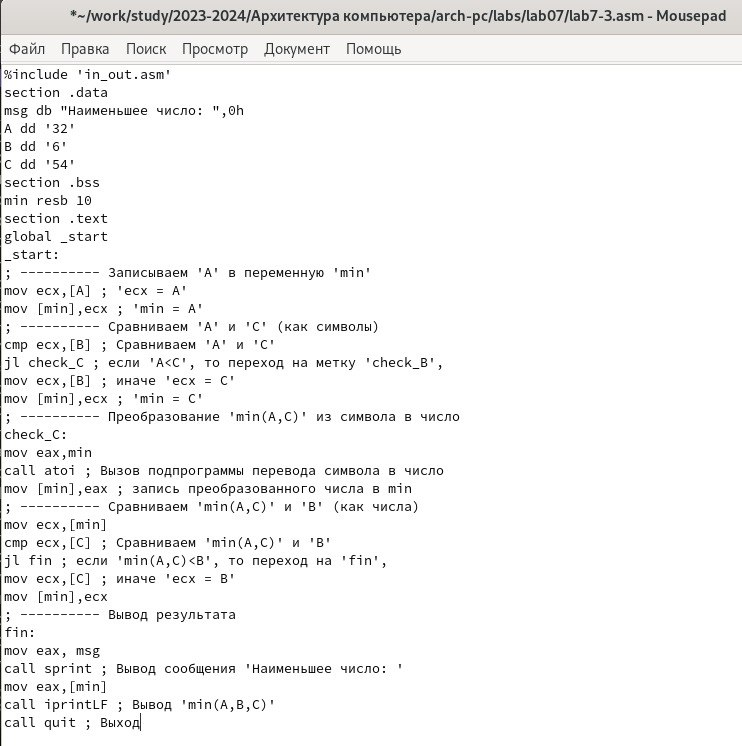 *~/work/study/2023-2024/Архитектура компьютера/arch-pc/labs/lab07/lab7-3.asm - Mousepad
Файл Правка Поиск Просмотр Документ Помощь
%include 'in_out.asm'
section .data
msg db "Наименьшее число: ",0h
A dd '32'
B dd '6'
C dd '54'
section .bss
min resb 10
section .text
global _start
_start:
; ---------- Записываем 'A' в переменную 'min'
mov ecx,[A] ; 'ecx = A'
mov [min],ecx ; 'min = A'
; ---------- Сравниваем 'A' и 'С' (как символы)
cmp ecx,[B] ; Сравниваем 'A' и 'С'
jl check_C ; если 'A<C', то переход на метку 'check_B',
mov ecx,[B] ; иначе 'ecx = C'
mov [min],ecx ; 'min = C'
; ---------- Преобразование 'min(A,C)' из символа в число
check_C:
mov eax,min
call atoi ; Вызов подпрограммы перевода символа в число
mov [min],eax ; запись преобразованного числа в min
; ---------- Сравниваем 'min(A,C)' и 'B' (как числа)
mov ecx,[min]
cmp ecx,[C] ; Сравниваем 'min(A,C)' и 'B'
jl fin ; если 'min(A,C)<B', то переход на 'fin',
mov ecx,[C] ; иначе 'ecx = B'
mov [min],ecx
; ---------- Вывод результата
fin:
mov eax, msg
call sprint ; Вывод сообщения 'Наименьшее число: '
mov eax,[min]
call iprintLF ; Вывод 'min(A,B,C)'
call quit ; Выход